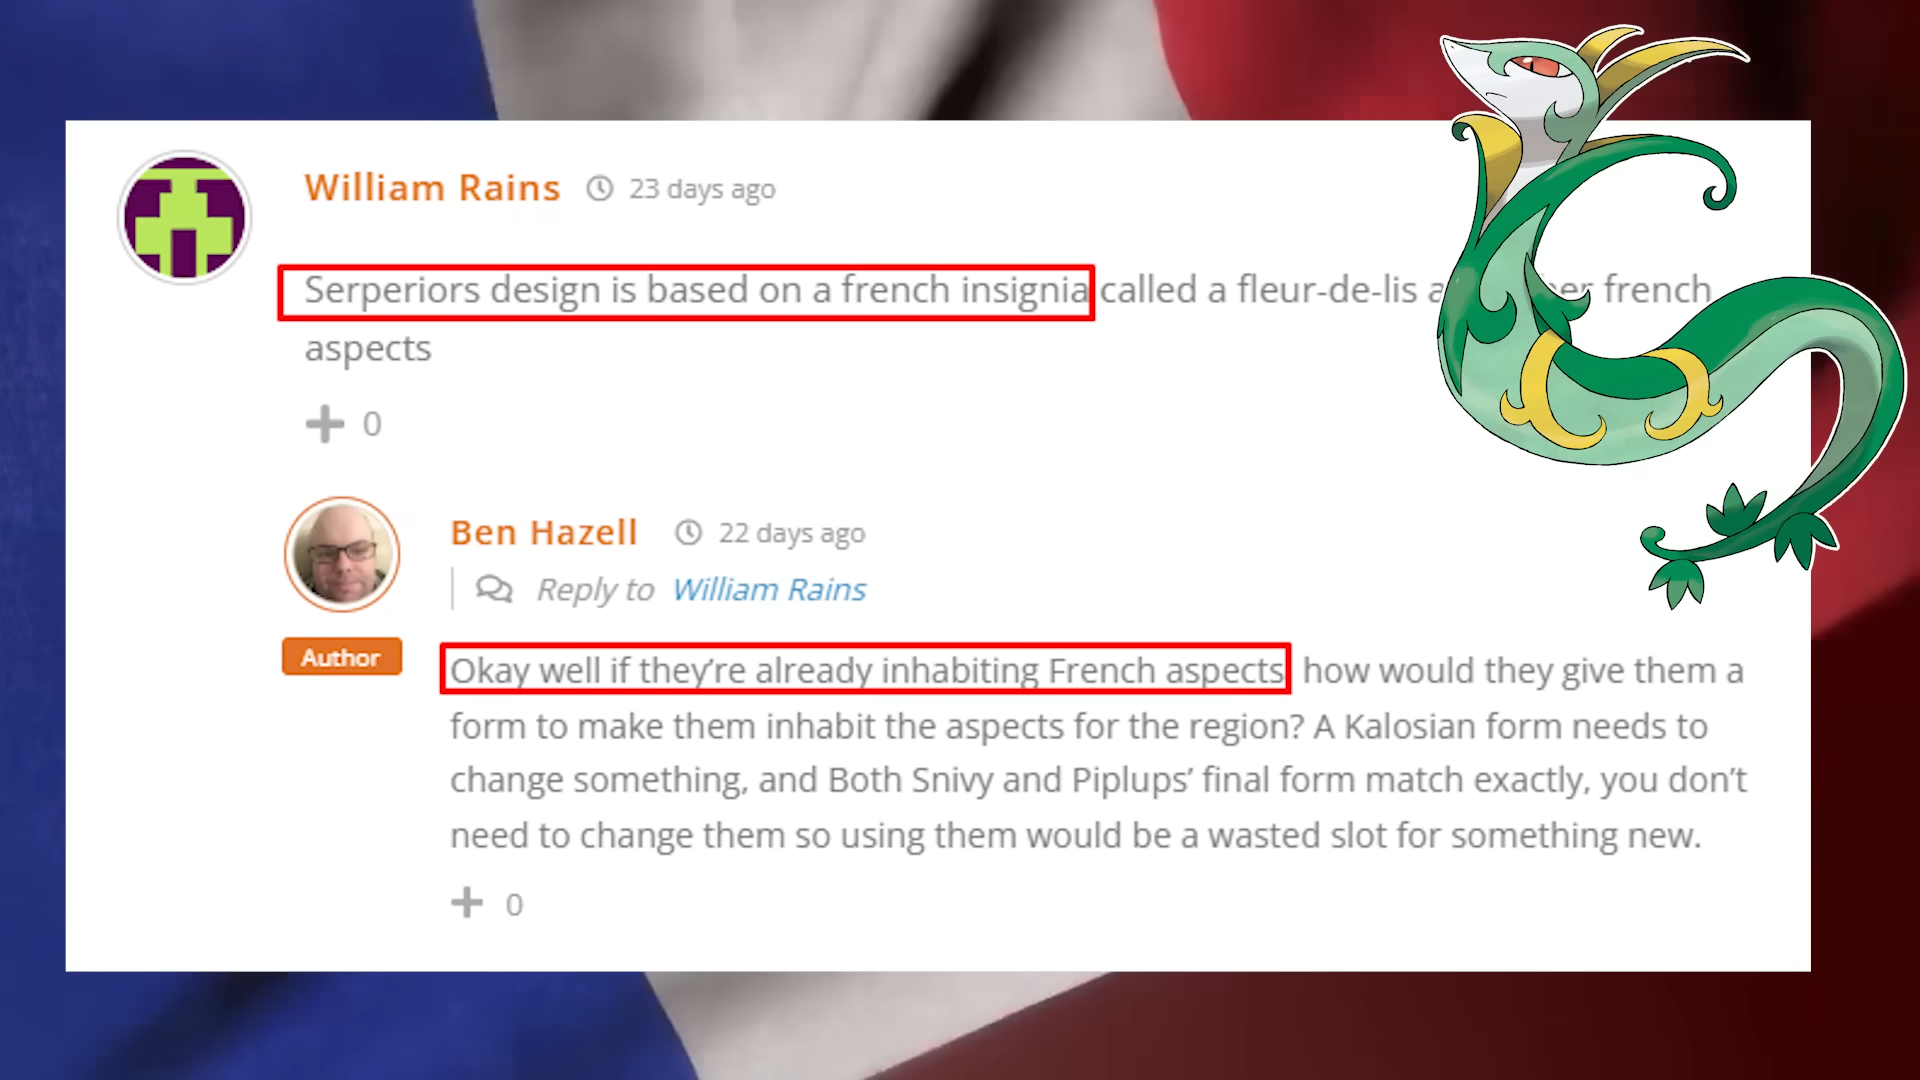 William Rains 23 days ago
Serperiors design is based on a french insignia called a fleur-de-lis french
aspects
+ 0
Ben Hazell 22 days ago
Reply to William Rains
Author
Okay well if they're already inhabiting French aspects how would they give them a
form to make them inhabit the aspects for the region? A Kalosian form needs to
change something, and Both Snivy and Piplups' final form match exactly, you don't
need to change them so using them would be a wasted slot for something new.
+ 0